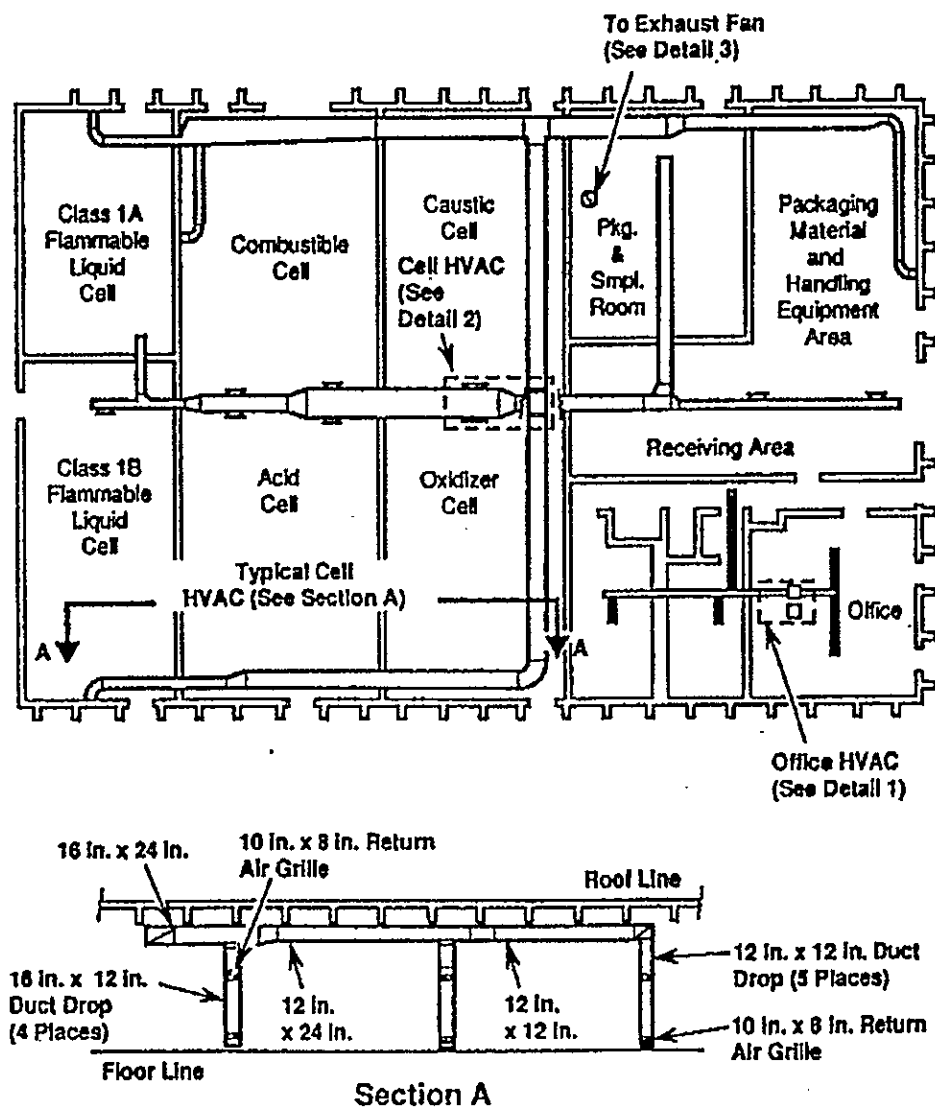 To Exhaust Fan
(See Detail 3)
Class 1A
Flammable
Liquid
Cell
Combustible
Cell
Caustic
Cell
Cell HVAC
(See
Detail 2)
Pkg.
&
Smpl.
Room
Packaging
Material
and
Handling
Equipment
Area
Receiving Area
Class 1B
Flammable
Liquid
Cell
Acid
Cell
Oxidizer
Cell
Typical Cell
HVAC (See Section A)
A
A
Office
Office HVAC
(See Detail 1)
16 in. x 24 in.
10 in. x 8 in. Return
Air Grille
Roof Line
16 in. x 12 in.
Duct Drop
(4 Places)
12 in.
x 24 in.
12 in.
x 12 in.
12 in. x 12 in. Duct
Drop (5 Places)
10 in. x 6 in. Return
Air Grille
Floor Line
Section A